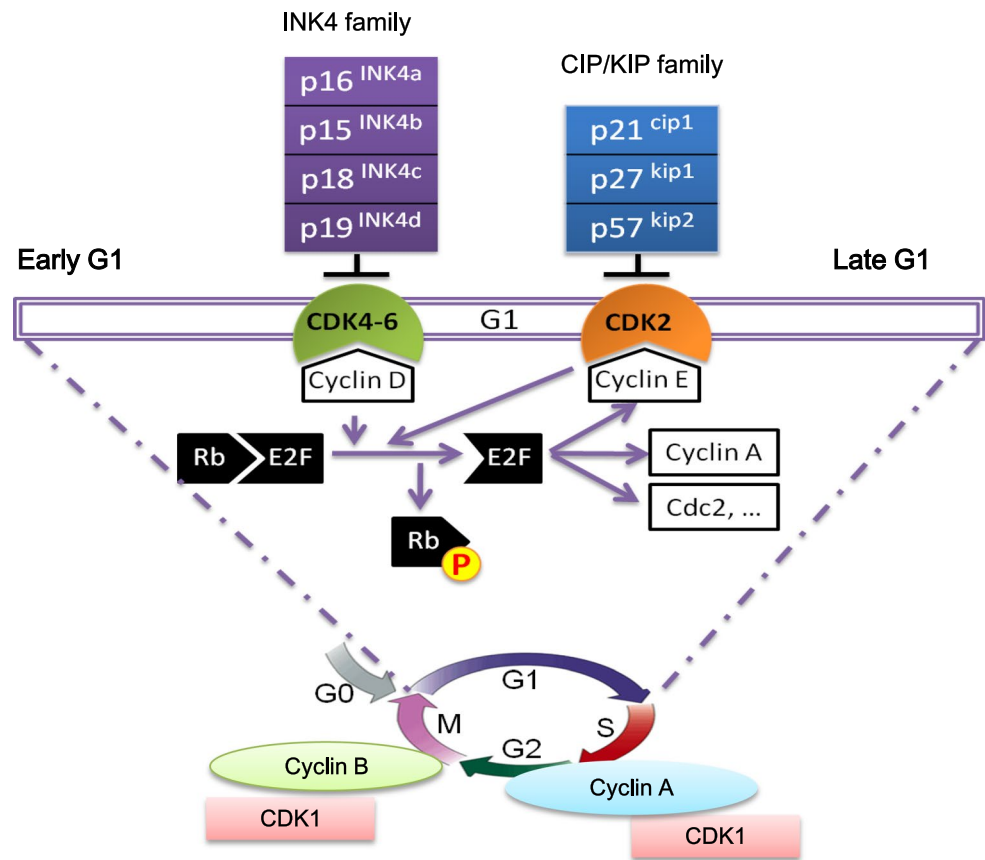 INK4 family
CIP/KIP family
p16 INK4a
p15 INK4b
p18 INK4c
p19 INK4d
p21 cip1
p27 kip1
p57 kip2
Early G1
Late G1
CDK4-6
G1
CDK2
Cyclin D
Cyclin E
Rb
E2F
E2F
Cyclin A
Cdc2, ...
Rb
P
G0
G1
M
S
G2
Cyclin B
Cyclin A
CDK1
CDK1